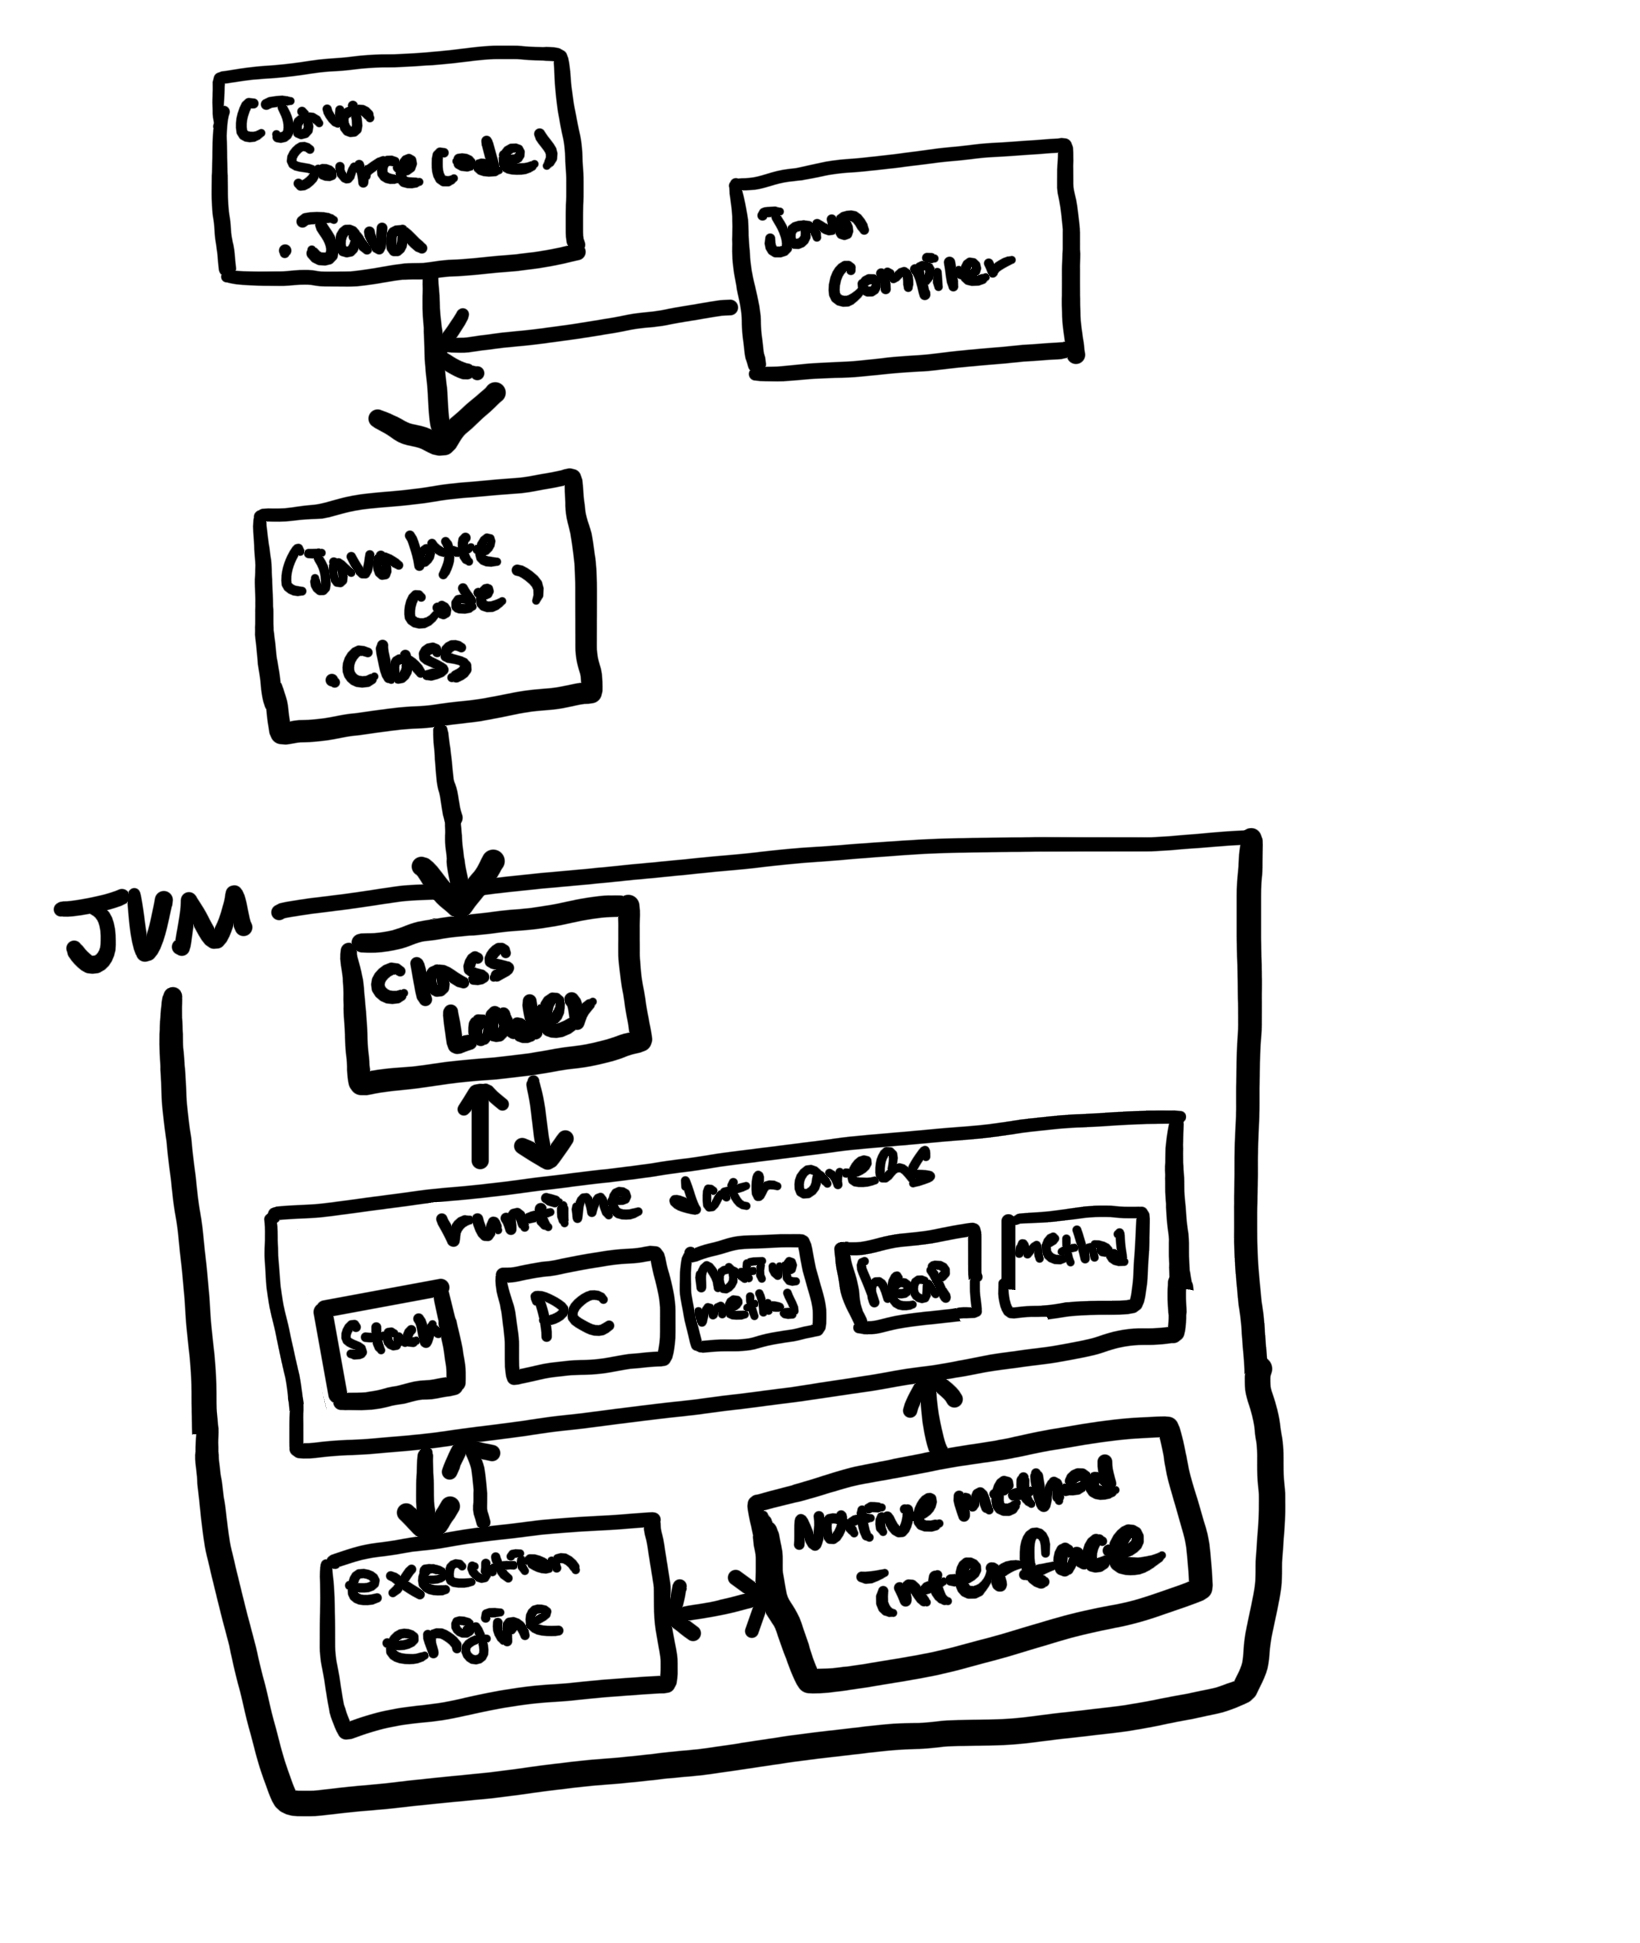 (Java
Source Code)
.Java
Java
Compiler
(Java byte
Code)
.class
JVM
Class
Loader
runtime data areas
Stack
PC
native
method
heap
method
execution
engine
Native method
interface